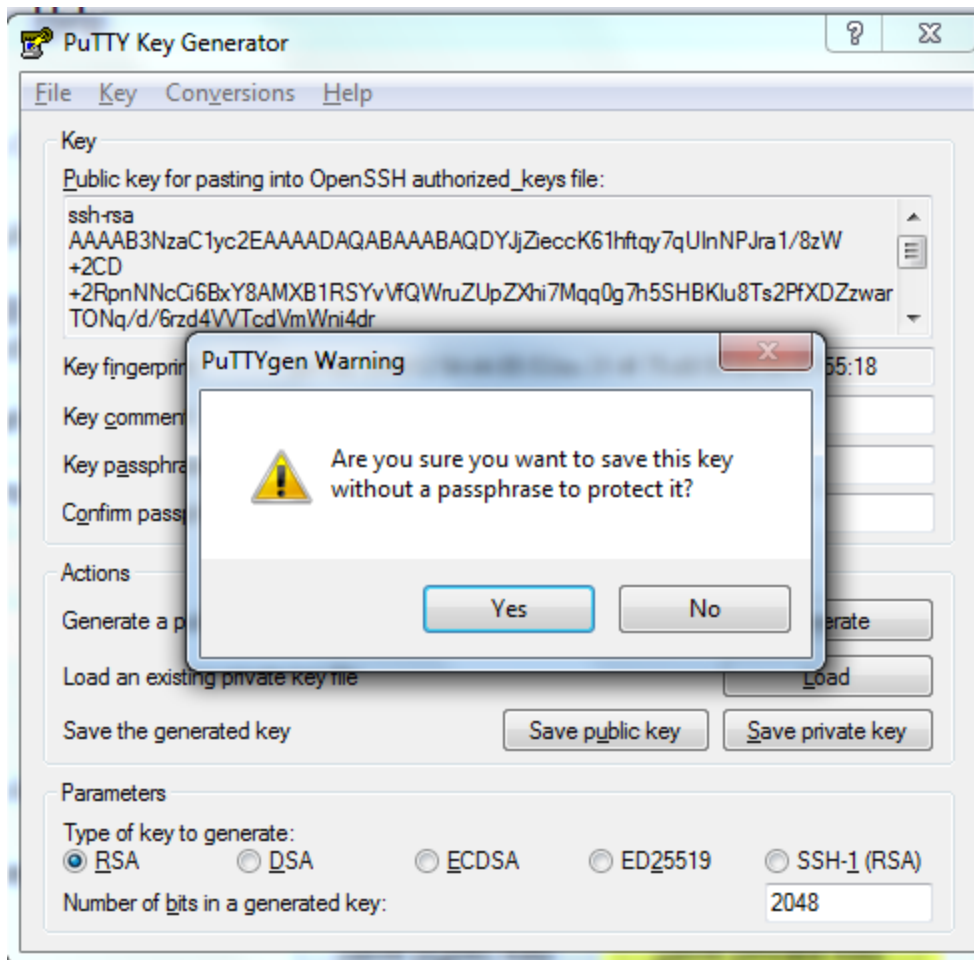 PuTTY Key Generator
File Key Conversions Help
Key
Public key for pasting into OpenSSH authorized_keys file:
ssh-rsa
AAAAB3NzaC1yc2EAAAADAQABAAABAQDYJjZieccK61hftqy7qUlnNPJra1/8zW
+2CD
+2RpnNNcCi6BxY8AMXB1RSYvVfQWruZUpZXhi7Mqq0g7h5SHBKlu8Ts2PfXDZzwar
TONq/d/6rzd4VVTcdVmWni4dr
Key fingerprin 55:18
Key commen
Key passphra
Confirm passp
PuTTYgen Warning
Are you sure you want to save this key
without a passphrase to protect it?
Yes No
Actions
Generate a p erate
Load an existing private key file Load
Save the generated key Save public key Save private key
Parameters
Type of key to generate:
RSA DSA ECDSA ED25519 SSH-1 (RSA)
Number of bits in a generated key: 2048